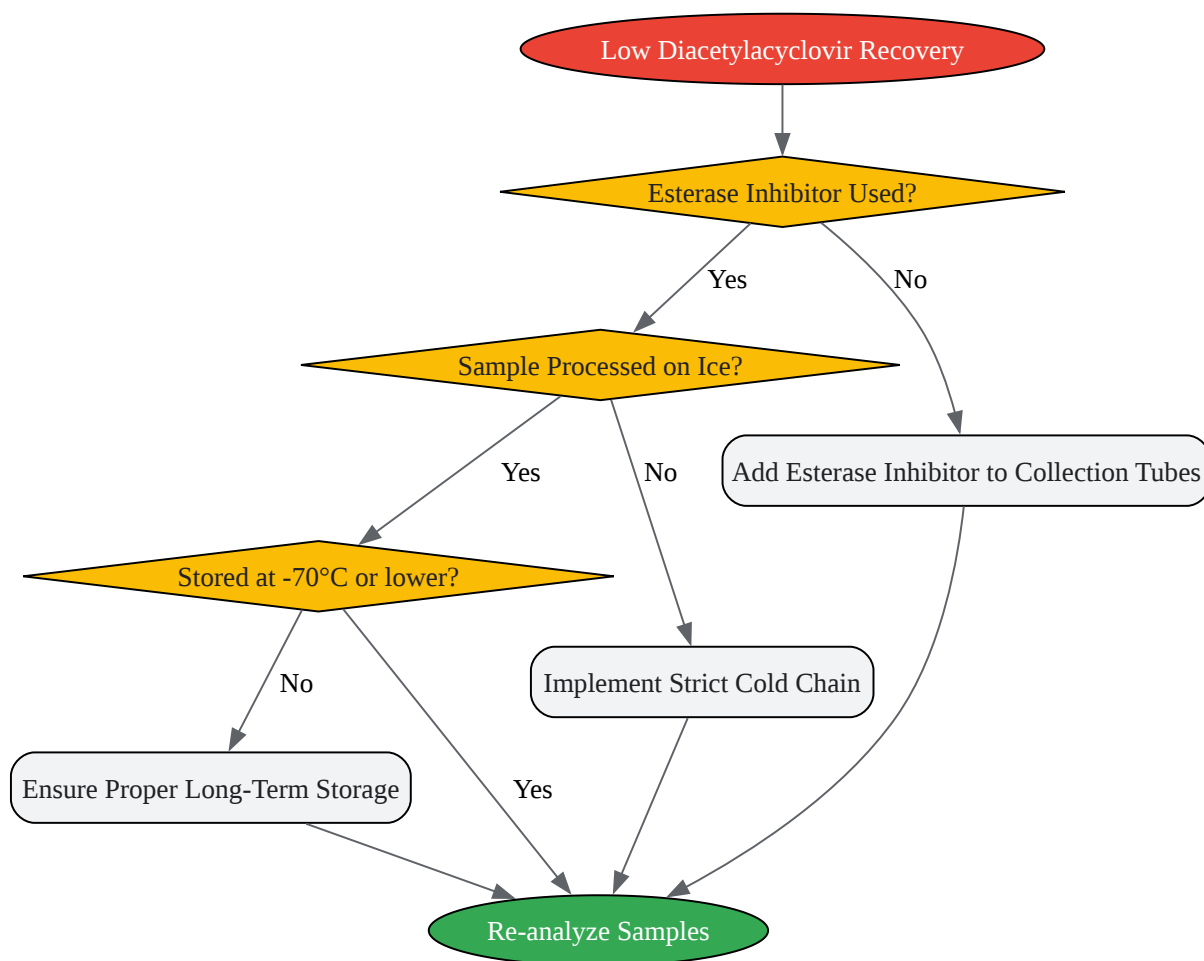 Low Diacetylacyclovir Recovery
Esterase Inhibitor Used?
Yes
No
Sample Processed on Ice?
Yes
No
Add Esterase Inhibitor to Collection Tubes
Stored at -70°C or lower?
No
Implement Strict Cold Chain
Ensure Proper Long-Term Storage
Yes
Re-analyze Samples